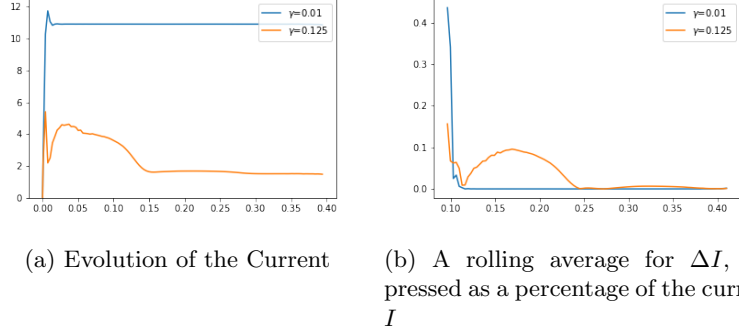 12
10
8
6
4
2
0
0.00 0.05 0.10 0.15 0.20 0.25 0.30 0.35 0.40
γ=0.01
γ=0.125
0.4
0.3
0.2
0.1
0.0
0.10 0.15 0.20 0.25 0.30 0.35 0.40
γ=0.01
γ=0.125
(a) Evolution of the Current
(b) A rolling average for ΔI,
pressed as a percentage of the curr
I